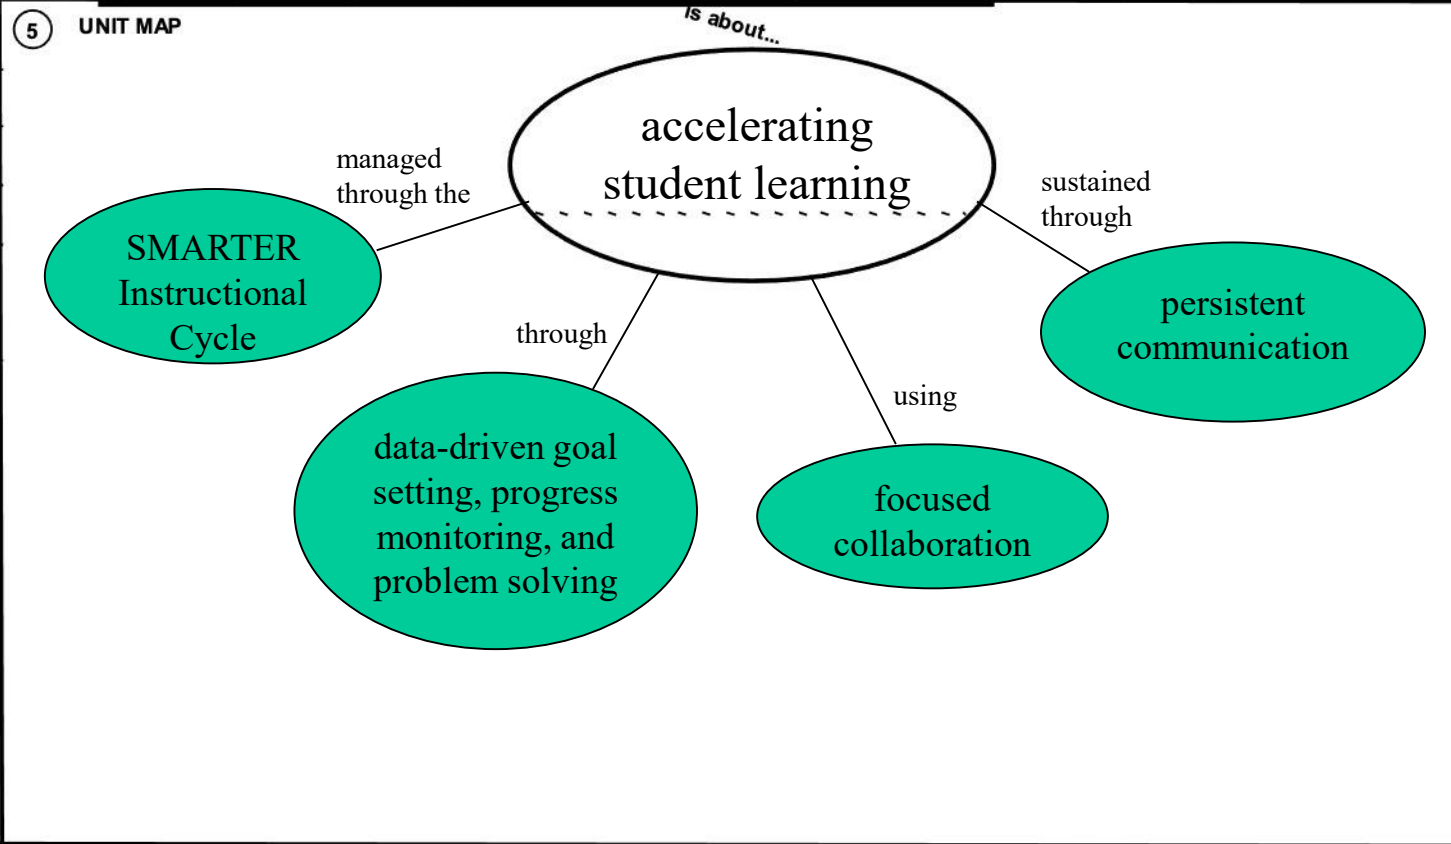 5 UNIT MAP
is about...
accelerating
student learning
managed
through the
SMARTER
Instructional
Cycle
through
data-driven goal
setting, progress
monitoring, and
problem solving
using
focused
collaboration
sustained
through
persistent
communication